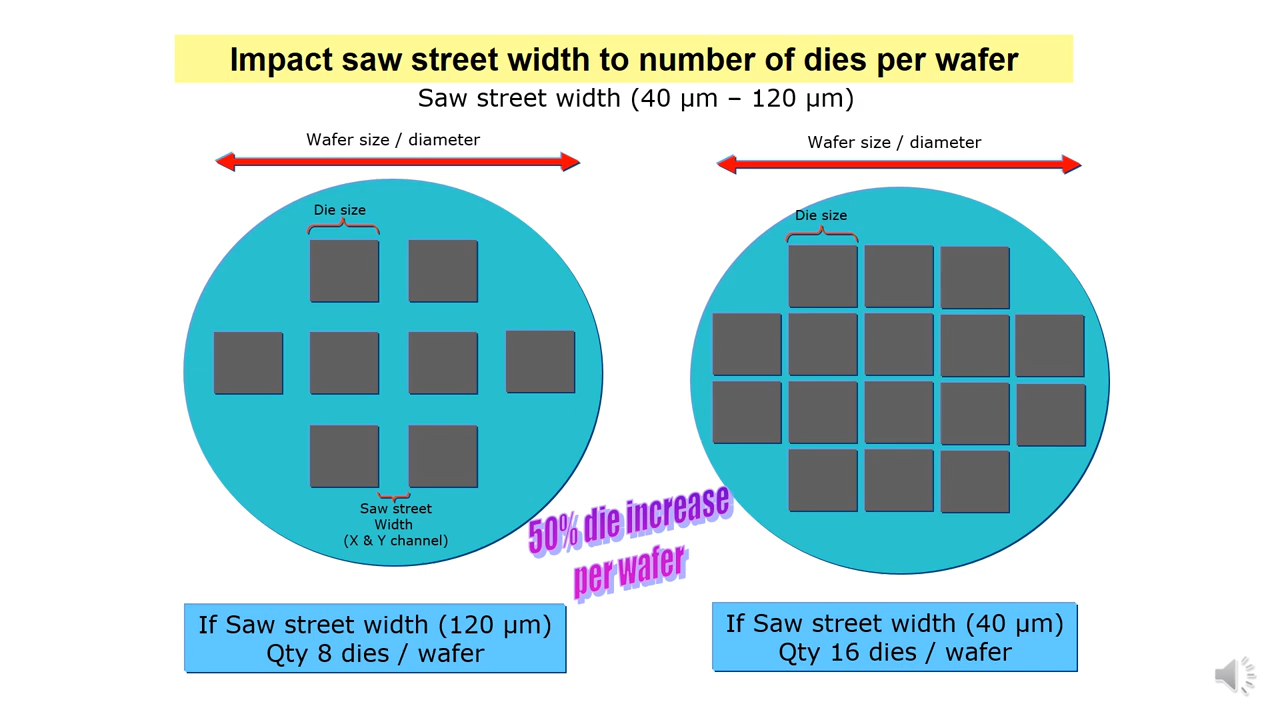 Impact saw street width to number of dies per wafer
Saw street width (40 µm – 120 µm)
Wafer size / diameter
Wafer size / diameter
Die size
Die size
Saw street
Width
(X & Y channel)
50% die increase
per wafer
If Saw street width (120 µm)
Qty 8 dies / wafer
If Saw street width (40 µm)
Qty 16 dies / wafer